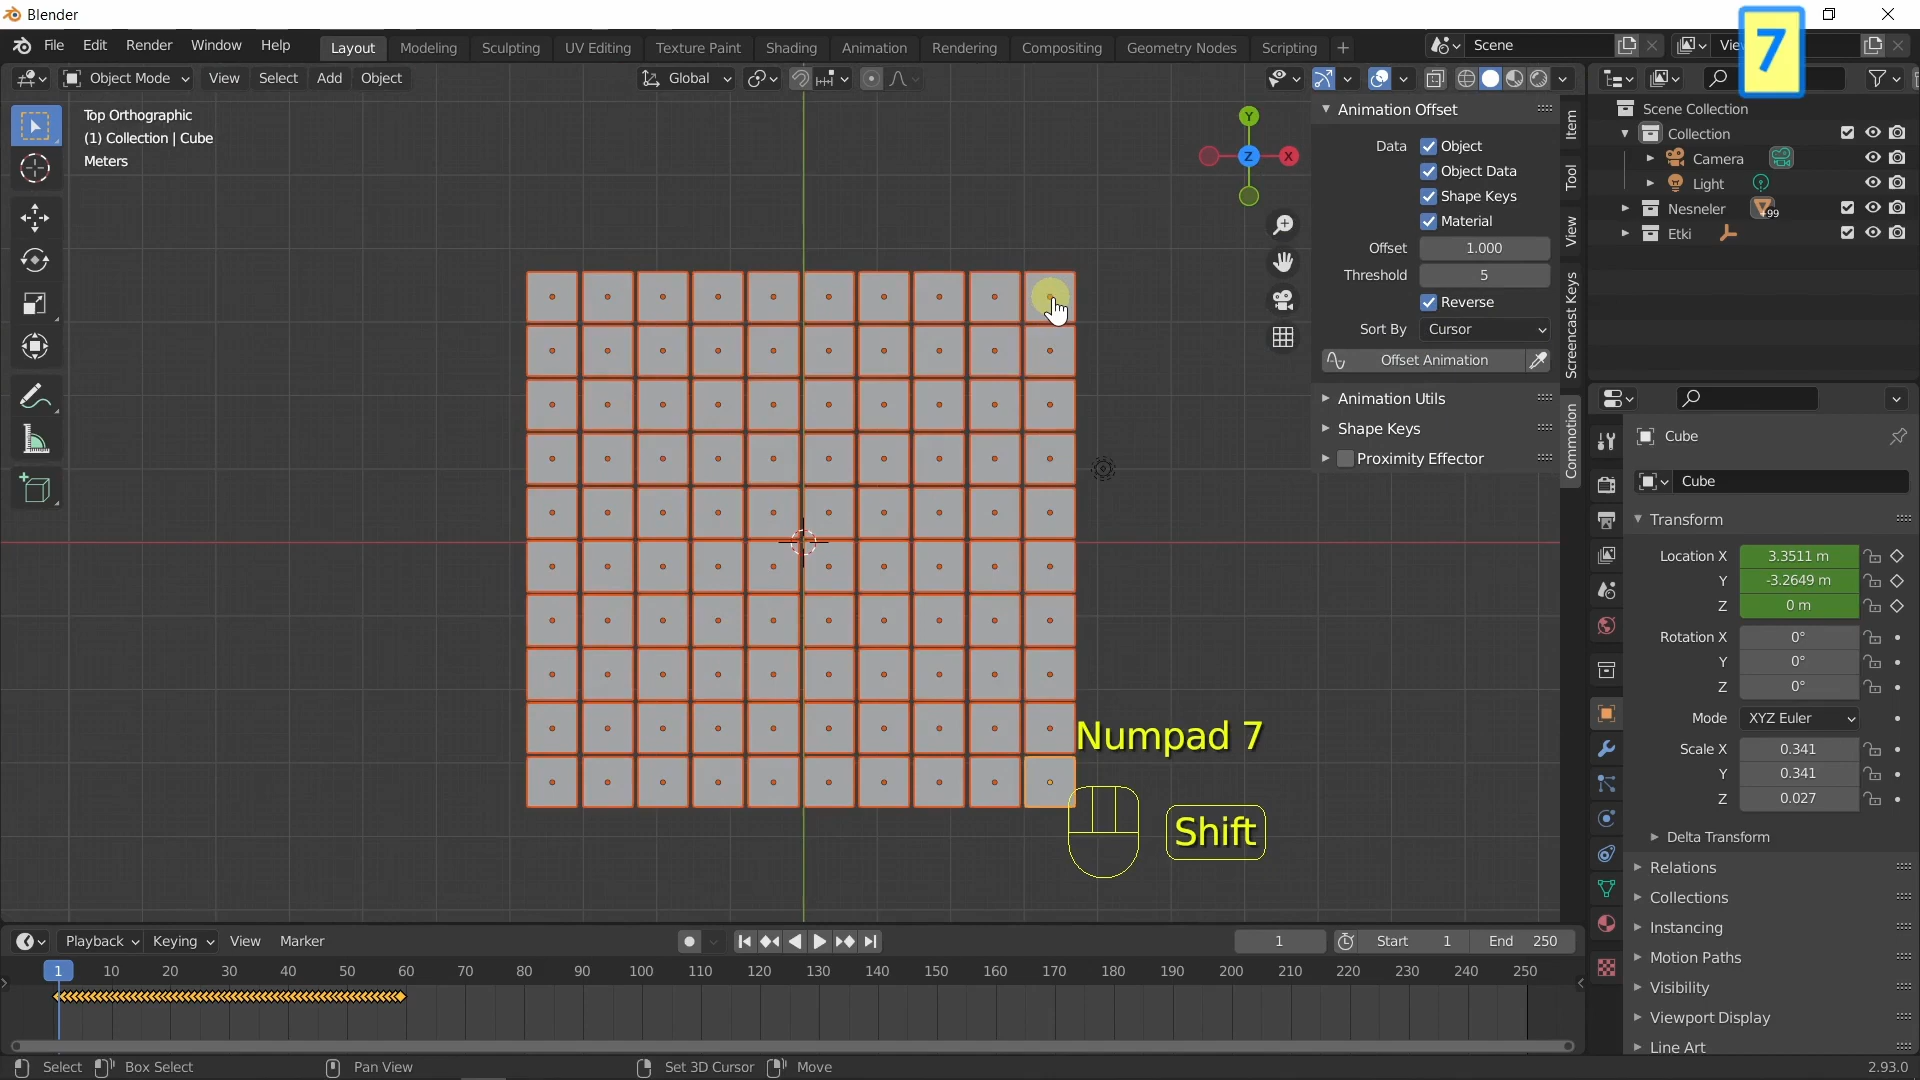 Blender
7
File Edit Render Window Help
Layout Modeling Sculpting UV Editing Texture Paint Shading Animation Rendering Compositing Geometry Nodes Scripting +
Scene
Object Mode View Select Add Object
Global
Top Orthographic
(1) Collection | Cube
Meters
Y
Z
X
Animation Offset
Data Object
Object Data
Shape Keys
Material
Offset 1.000
Threshold 5
Reverse
Sort By Cursor
Offset Animation
Animation Utils
Shape Keys
Proximity Effector
Item
Tool
View
Screencast Keys
Commotion
Scene Collection
Collection
Camera
Light
Nesneler +99
Etki
Cube
Cube
Transform
Location X 3.3511 m
Y -3.2649 m
Z 0 m
Rotation X 0°
Y 0°
Z 0°
Mode XYZ Euler
Scale X 0.341
Y 0.341
Z 0.027
Delta Transform
Relations
Collections
Instancing
Motion Paths
Visibility
Viewport Display
Line Art
Numpad 7
Shift
Playback Keying View Marker
1 Start 1 End 250
1 10 20 30 40 50 60 70 80 90 100 110 120 130 140 150 160 170 180 190 200 210 220 230 240 250
Select Box Select Pan View Set 3D Cursor Move 2.93.0